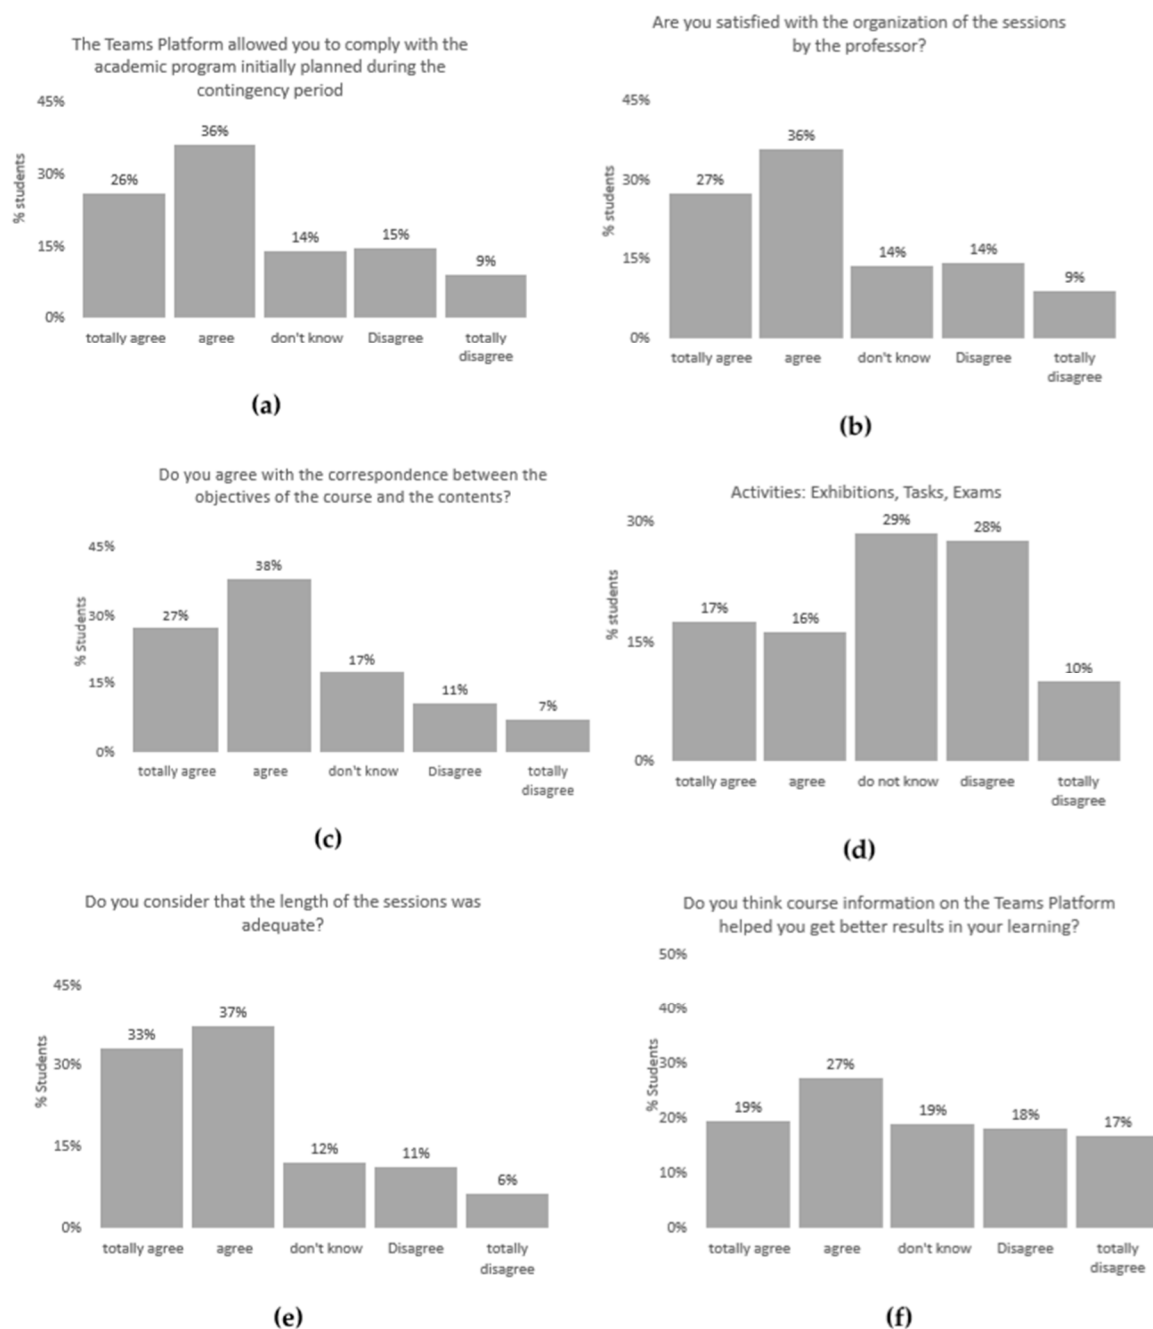 The Teams Platform allowed you to comply with the
academic program initially planned during the
contingency period
45%
30%
15%
0%
% students
26%
36%
14%
15%
9%
totally agree
agree
don't know
Disagree
totally
disagree
(a)
Are you satisfied with the organization of the sessions
by the professor?
45%
30%
15%
0%
% students
27%
36%
14%
14%
9%
totally agree
agree
don't know
Disagree
totally
disagree
(b)
Do you agree with the correspondence between the
objectives of the course and the contents?
45%
30%
15%
0%
% Students
27%
38%
17%
11%
7%
totally agree
agree
don't know
Disagree
totally
disagree
(c)
Activities: Exhibitions, Tasks, Exams
30%
15%
0%
% students
17%
16%
29%
28%
10%
totally agree
agree
do not know
disagree
totally
disagree
(d)
Do you consider that the length of the sessions was
adequate?
45%
30%
15%
0%
% Students
33%
37%
12%
11%
6%
totally agree
agree
don't know
Disagree
totally
disagree
(e)
Do you think course information on the Teams Platform
helped you get better results in your learning?
50%
40%
30%
20%
10%
0%
% Students
19%
27%
19%
18%
17%
totally agree
agree
don't know
Disagree
totally
disagree
(f)